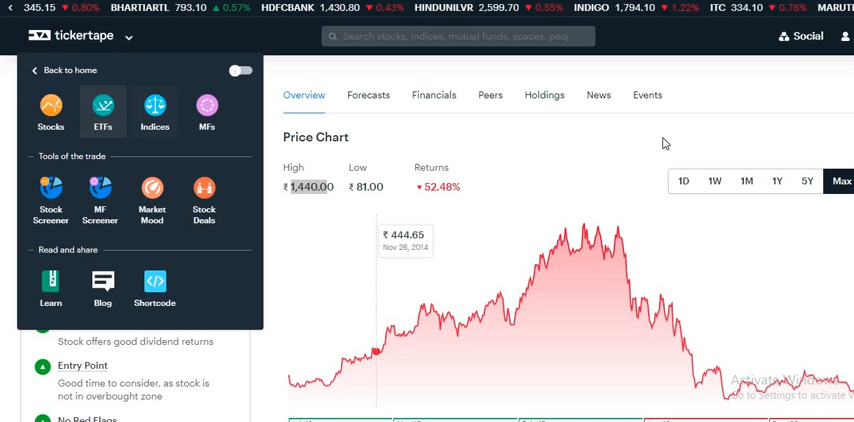 345.15 ▼ 0.80% BHARTIARTL 793.10 ▲ 0.57% HDFCBANK 1,430.80 ▼ 0.43% HINDUNILVR 2,599.70 ▼ 0.55% INDIGO 1,794.10 ▼ 1.22% ITC 334.10 ▼ 0.76% MARUT
tickertape
Search stocks, indices, mutual funds, spaces, peop
Social
Back to home
Stocks ETFs Indices MFs
Tools of the trade
Stock Screener
MF Screener
Market Mood
Stock Deals
Read and share
Learn Blog Shortcode
Stock offers good dividend returns
Entry Point
Good time to consider, as stock is
not in overbought zone
No Red Flags
Overview Forecasts Financials Peers Holdings News Events
Price Chart
High Low Returns
₹ 1,440.00 ₹ 81.00 ▼ 52.48%
1D 1W 1M 1Y 5Y Max
₹ 444.65
Nov 26, 2014
Activate Windows
Go to Settings to activate W